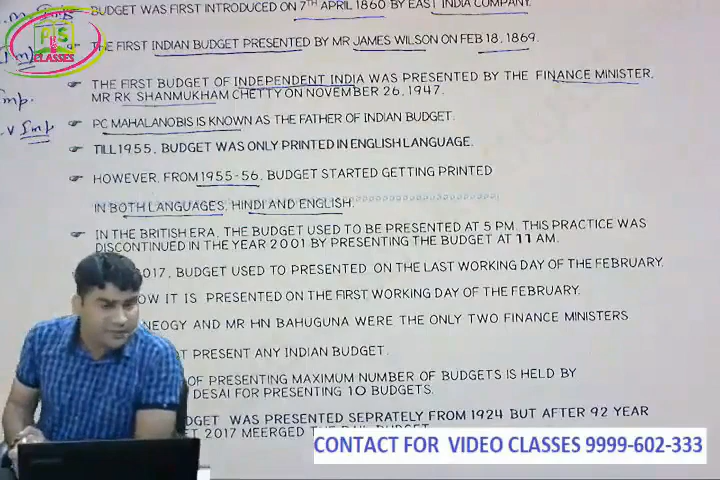 v. Imp BUDGET WAS FIRST INTRODUCED ON 7TH APRIL 1860 BY EAST INDIA COMPANY.
PIS
CLASSES
THE FIRST INDIAN BUDGET PRESENTED BY MR JAMES WILSON ON FEB 18, 1869.
THE FIRST BUDGET OF INDEPENDENT INDIA WAS PRESENTED BY THE FINANCE MINISTER,
Imp. MR RK SHANMUKHAM CHETTY ON NOVEMBER 26, 1947.
v Imp PC MAHALANOBIS IS KNOWN AS THE FATHER OF INDIAN BUDGET.
TILL 1955, BUDGET WAS ONLY PRINTED IN ENGLISH LANGUAGE.
HOWEVER, FROM 1955-56, BUDGET STARTED GETTING PRINTED
IN BOTH LANGUAGES, HINDI AND ENGLISH.
IN THE BRITISH ERA, THE BUDGET USED TO BE PRESENTED AT 5 PM. THIS PRACTICE WAS
DISCONTINUED IN THE YEAR 2001 BY PRESENTING THE BUDGET AT 11 AM.
2017, BUDGET USED TO PRESENTED ON THE LAST WORKING DAY OF THE FEBRUARY.
OW IT IS PRESENTED ON THE FIRST WORKING DAY OF THE FEBRUARY.
NEOGY AND MR HN BAHUGUNA WERE THE ONLY TWO FINANCE MINISTERS
T PRESENT ANY INDIAN BUDGET.
OF PRESENTING MAXIMUM NUMBER OF BUDGETS IS HELD BY
DESAI FOR PRESENTING 10 BUDGETS.
DGET WAS PRESENTED SEPRATELY FROM 1924 BUT AFTER 92 YEAR
2017 MEERGED
CONTACT FOR VIDEO CLASSES 9999-602-333